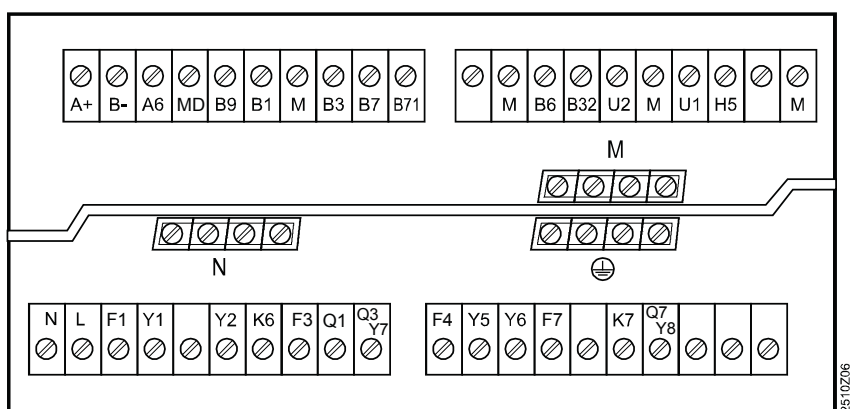 A+ B- A6 MD B9 B1 M B3 B7 B71
M B6 B32 U2 M U1 H5 M
M
N
N L F1 Y1 Y2 K6 F3 Q1 Q3 Y7
F4 Y5 Y6 F7 K7 Q7 Y8
2510Z06